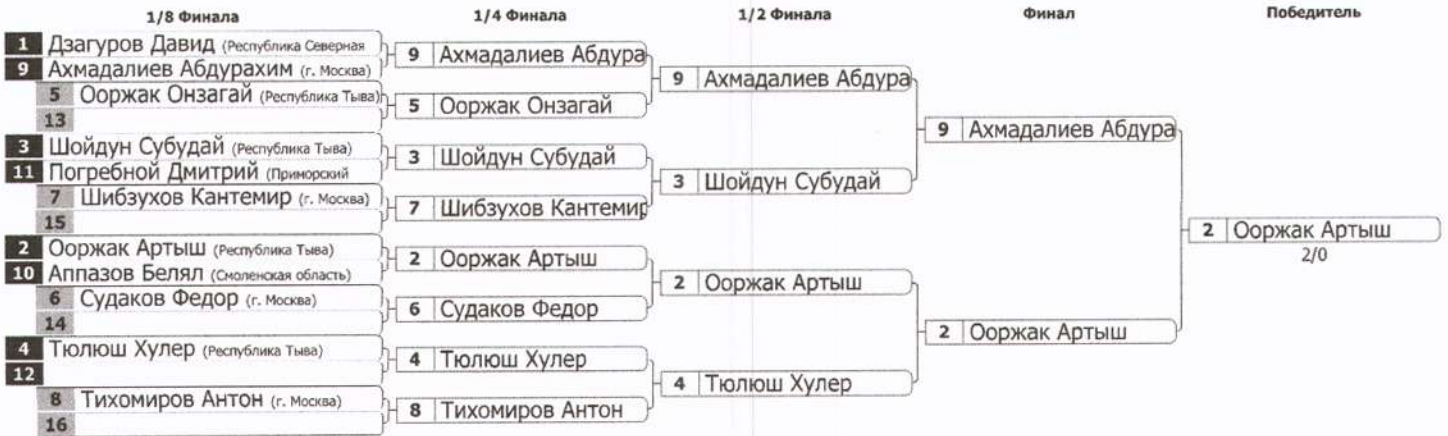 1/8 Финала
1/4 Финала
1/2 Финала
Финал
Победитель
1 Дзагуров Давид (Республика Северная
9 Ахмадалиев Абдурахим (г. Москва)
5 Ооржак Онзагай (Республика Тыва)
13
3 Шойдун Субудай (Республика Тыва)
11 Погребной Дмитрий (Приморский
7 Шибзухов Кантемир (г. Москва)
15
2 Ооржак Артыш (Республика Тыва)
10 Аппазов Белял (Смоленская область)
6 Судаков Федор (г. Москва)
14
4 Тюлюш Хулер (Республика Тыва)
12
8 Тихомиров Антон (г. Москва)
16
9 Ахмадалиев Абдура
5 Ооржак Онзагай
3 Шойдун Субудай
7 Шибзухов Кантемир
2 Ооржак Артыш
6 Судаков Федор
4 Тюлюш Хулер
8 Тихомиров Антон
9 Ахмадалиев Абдура
3 Шойдун Субудай
2 Ооржак Артыш
4 Тюлюш Хулер
9 Ахмадалиев Абдура
2 Ооржак Артыш
2 Ооржак Артыш
2/0